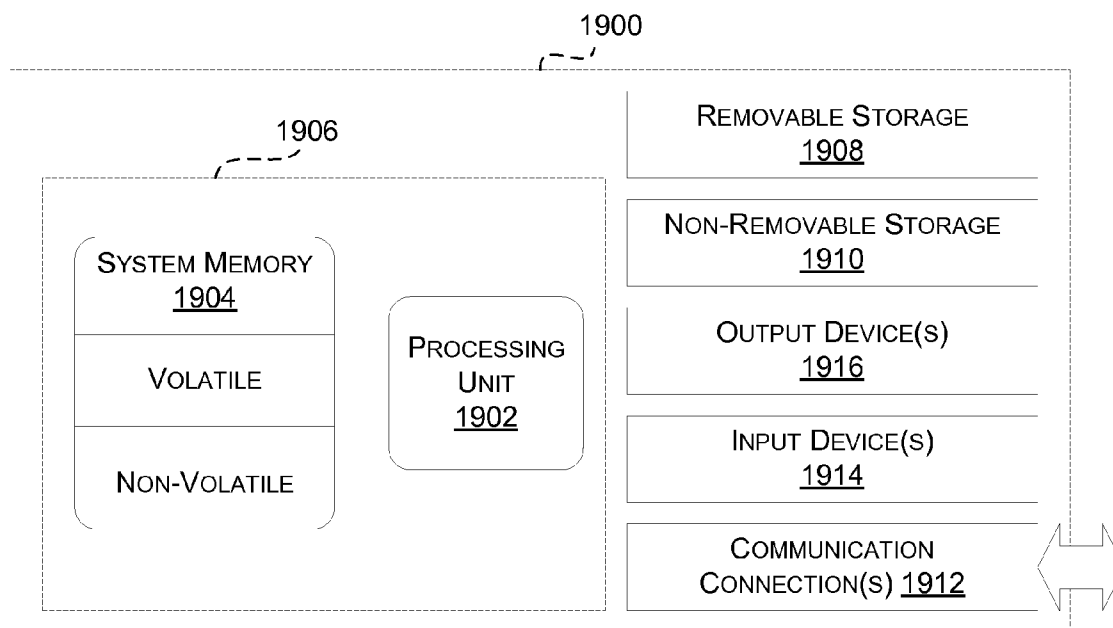 1900
1906
REMOVABLE STORAGE
1908
NON-REMOVABLE STORAGE
1910
SYSTEM MEMORY
1904
VOLATILE
NON-VOLATILE
PROCESSING
UNIT
1902
OUTPUT DEVICE(S)
1916
INPUT DEVICE(S)
1914
COMMUNICATION
CONNECTION(S) 1912